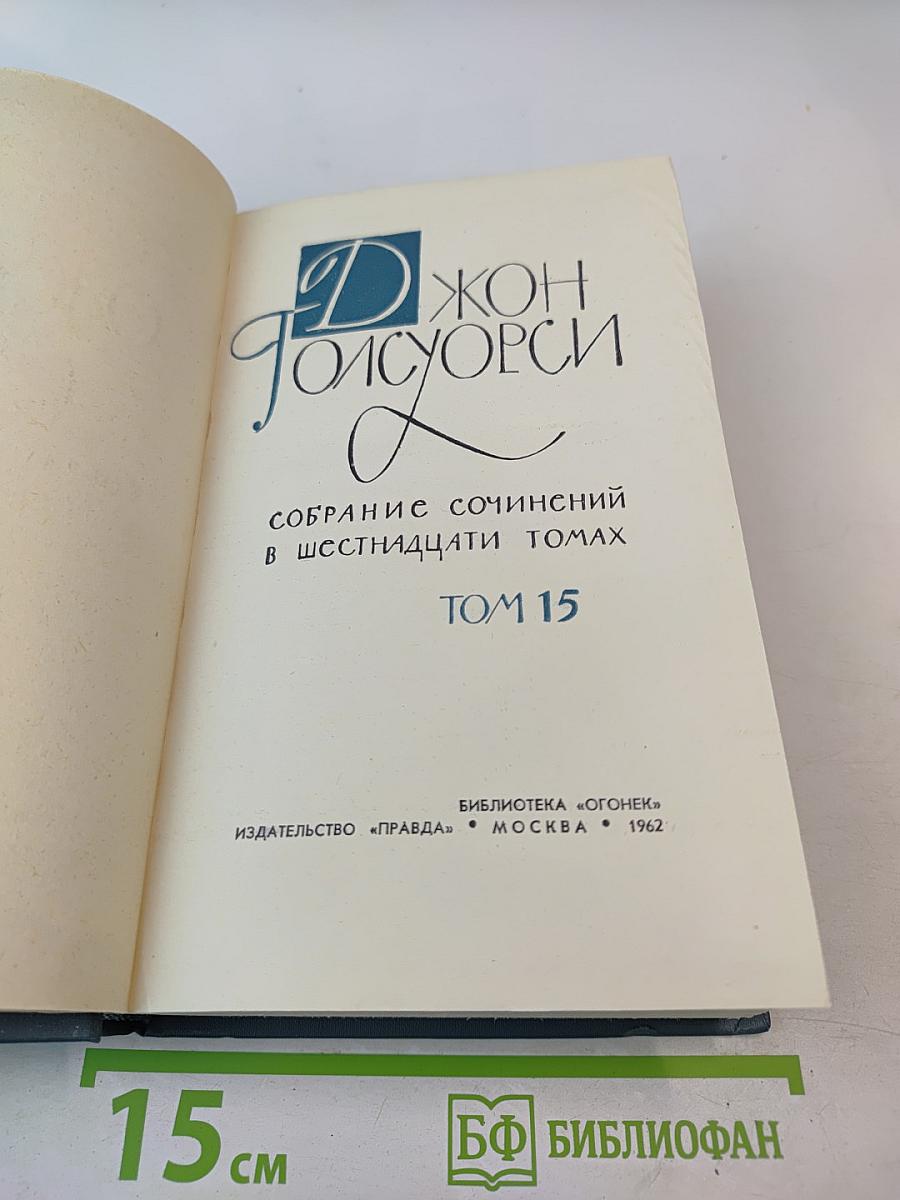 ДЖОН
ГОЛСУОРСИ
СОБРАНИЕ СОЧИНЕНИЙ
В ШЕСТНАДЦАТИ ТОМАХ
ТОМ 15
БИБЛИОТЕКА «ОГОНЕК»
ИЗДАТЕЛЬСТВО «ПРАВДА» • МОСКВА • 1962
15 см
БФ БИБЛИОФАН